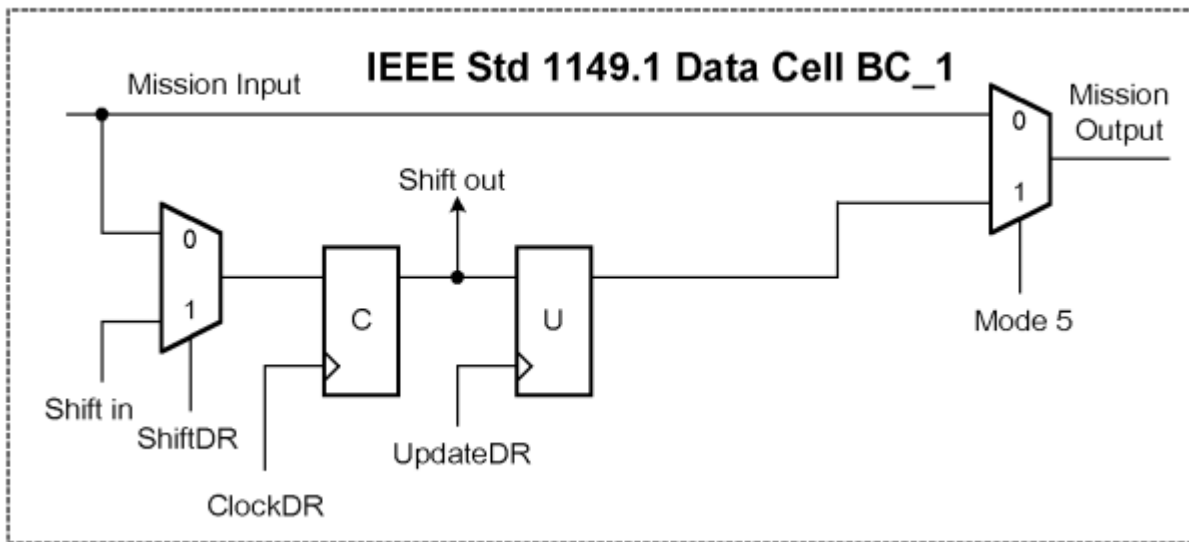 IEEE Std 1149.1 Data Cell BC_1
Mission Input
Mission
Output
0
1
Shift out
0
1
C
U
Mode 5
Shift in
ShiftDR
UpdateDR
ClockDR